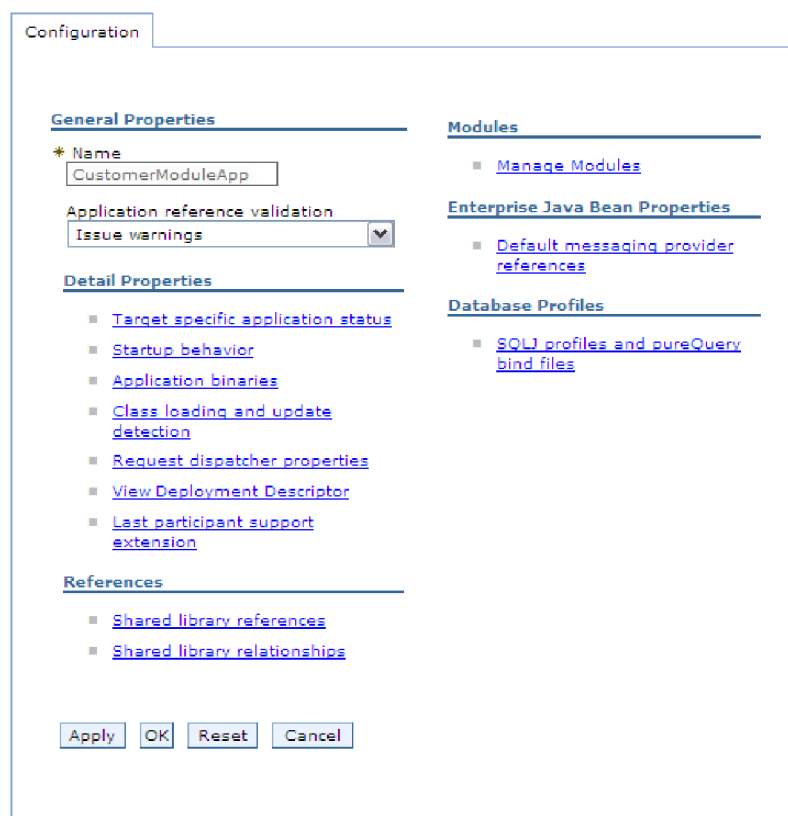 Configuration
General Properties
* Name
CustomerModuleApp
Application reference validation
Issue warnings
Detail Properties
Target specific application status
Startup behavior
Application binaries
Class loading and update
detection
Request dispatcher properties
View Deployment Descriptor
Last participant support
extension
References
Shared library references
Shared library relationships
Modules
Manage Modules
Enterprise Java Bean Properties
Default messaging provider
references
Database Profiles
SQLJ profiles and pureQuery
bind files
Apply OK Reset Cancel